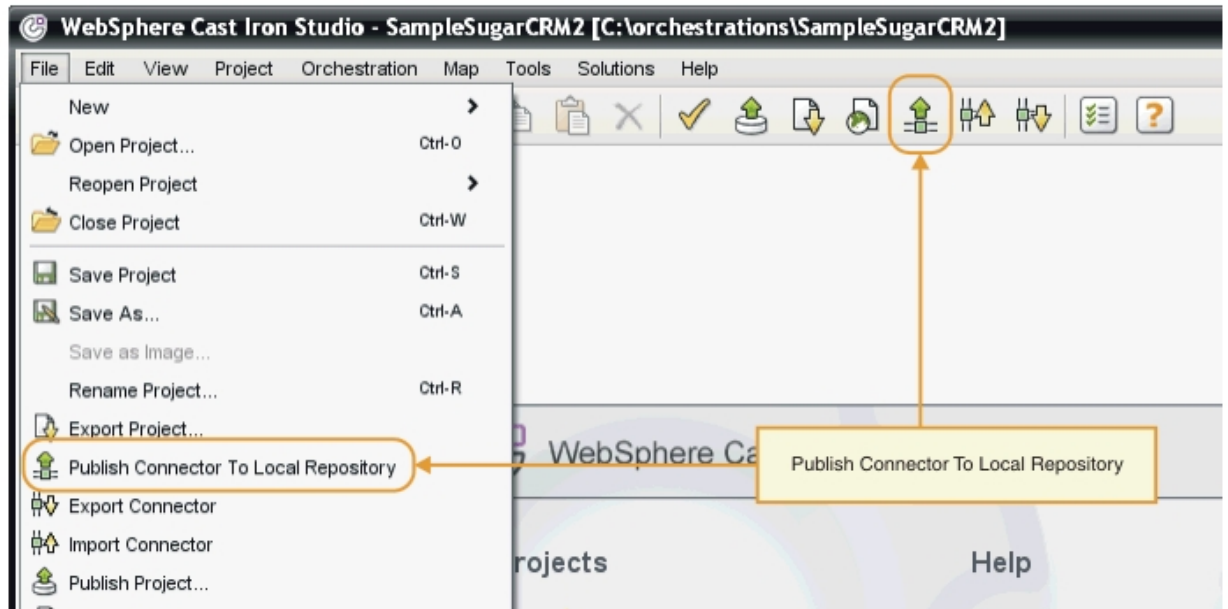 WebSphere Cast Iron Studio - SampleSugarCRM2 [C:\orchestrations\SampleSugarCRM2]
File Edit View Project Orchestration Map Tools Solutions Help
New
Open Project... Ctrl-O
Reopen Project
Close Project Ctrl-W
Save Project Ctrl-S
Save As... Ctrl-A
Save as Image...
Rename Project... Ctrl-R
Export Project...
Publish Connector To Local Repository
Export Connector
Import Connector
Publish Project...
WebSphere Ca
Publish Connector To Local Repository
rojects
Help